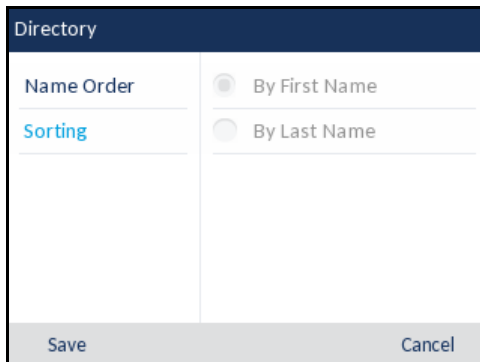 Directory
Name Order
By First Name
Sorting
By Last Name
Save
Cancel